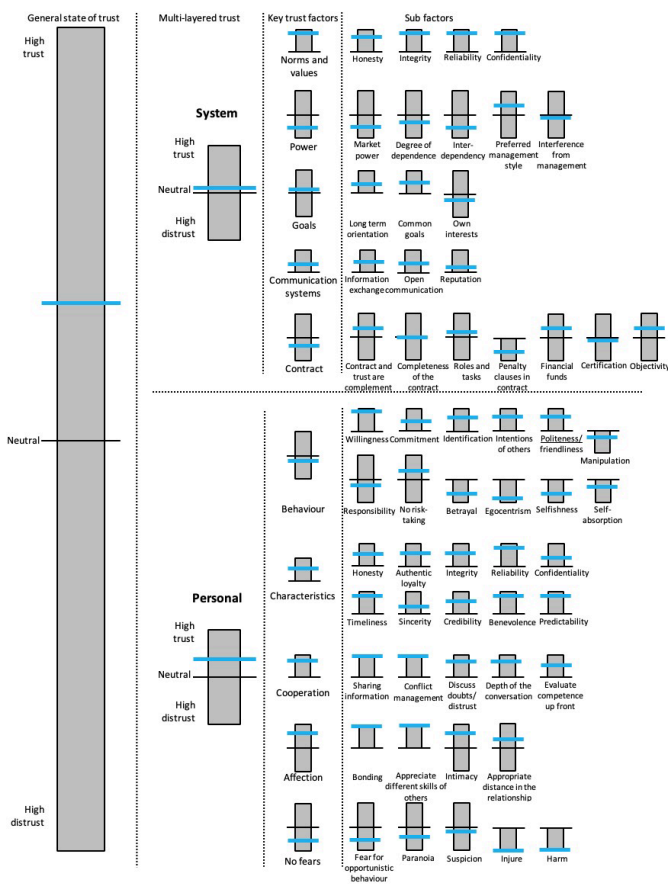 General state of trust
Multi-layered trust
Key trust factors
Sub factors
High
trust
Neutral
High
distrust
System
High
trust
Neutral
High
distrust
Norms and
values
Honesty
Integrity
Reliability
Confidentiality
Power
Market
power
Degree of
dependence
Inter-
dependency
Preferred
management
style
Interference
from
management
Goals
Long term
orientation
Common
goals
Own
interests
Communication
systems
Information
exchange
Open
communication
Reputation
Contract
Contract and
trust are
complement
Completeness
of the
contract
Roles and
tasks
Penalty
clauses in
contract
Financial
funds
Certification
Objectivity
Personal
High
trust
Neutral
High
distrust
Behaviour
Willingness
Commitment
Identification
Intentions
of others
Politeness/
friendliness
Manipulation
Responsibility
No risk-
taking
Betrayal
Egocentrism
Selfishness
Self-
absorption
Characteristics
Honesty
Authentic
loyalty
Integrity
Reliability
Confidentiality
Timeliness
Sincerity
Credibility
Benevolence
Predictability
Cooperation
Sharing
information
Conflict
management
Discuss
doubts/
distrust
Depth of the
conversation
Evaluate
competence
up front
Affection
Bonding
Appreciate
different skills of
others
Intimacy
Appropriate
distance in the
relationship
No fears
Fear for
opportunistic
behaviour
Paranoia
Suspicion
Injure
Harm